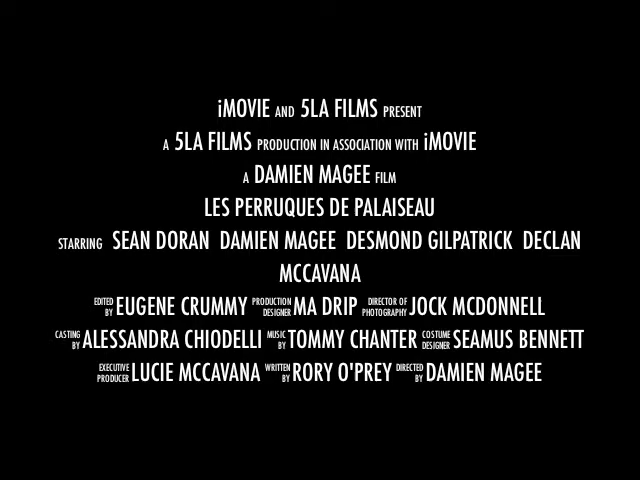 iMOVIE AND 5LA FILMS PRESENT
A 5LA FILMS PRODUCTION IN ASSOCIATION WITH iMOVIE
A DAMIEN MAGEE FILM
LES PERRUQUES DE PALAISEAU
STARRING SEAN DORAN DAMIEN MAGEE DESMOND GILPATRICK DECLAN
MCCAVANA
EDITED BY EUGENE CRUMMY PRODUCTION DESIGNER MA DRIP DIRECTOR OF PHOTOGRAPHY JOCK MCDONNELL
CASTING BY ALESSANDRA CHIODELLI MUSIC BY TOMMY CHANTER COSTUME DESIGNER SEAMUS BENNETT
EXECUTIVE PRODUCER LUCIE MCCAVANA WRITTEN BY RORY O'PREY DIRECTED BY DAMIEN MAGEE